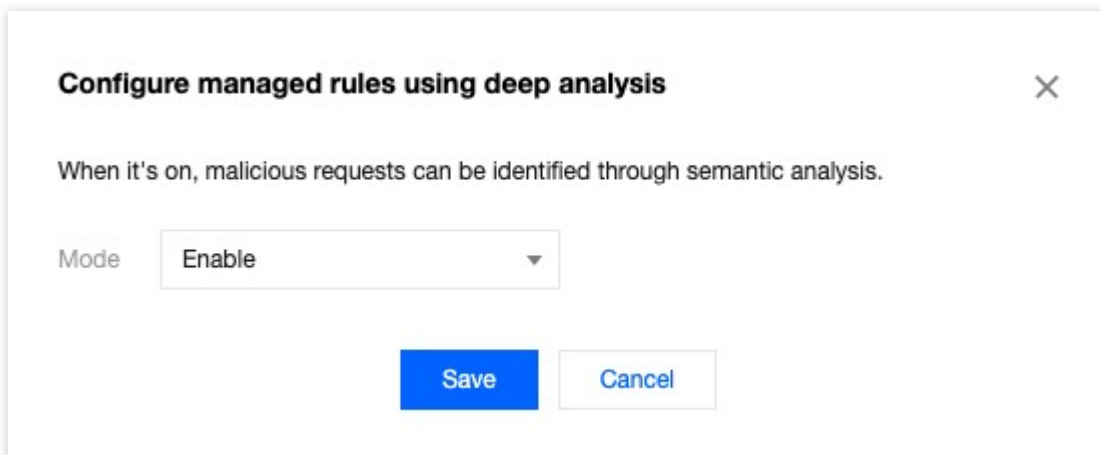 Configure managed rules using deep analysis
When it's on, malicious requests can be identified through semantic analysis.
Mode Enable
Save Cancel